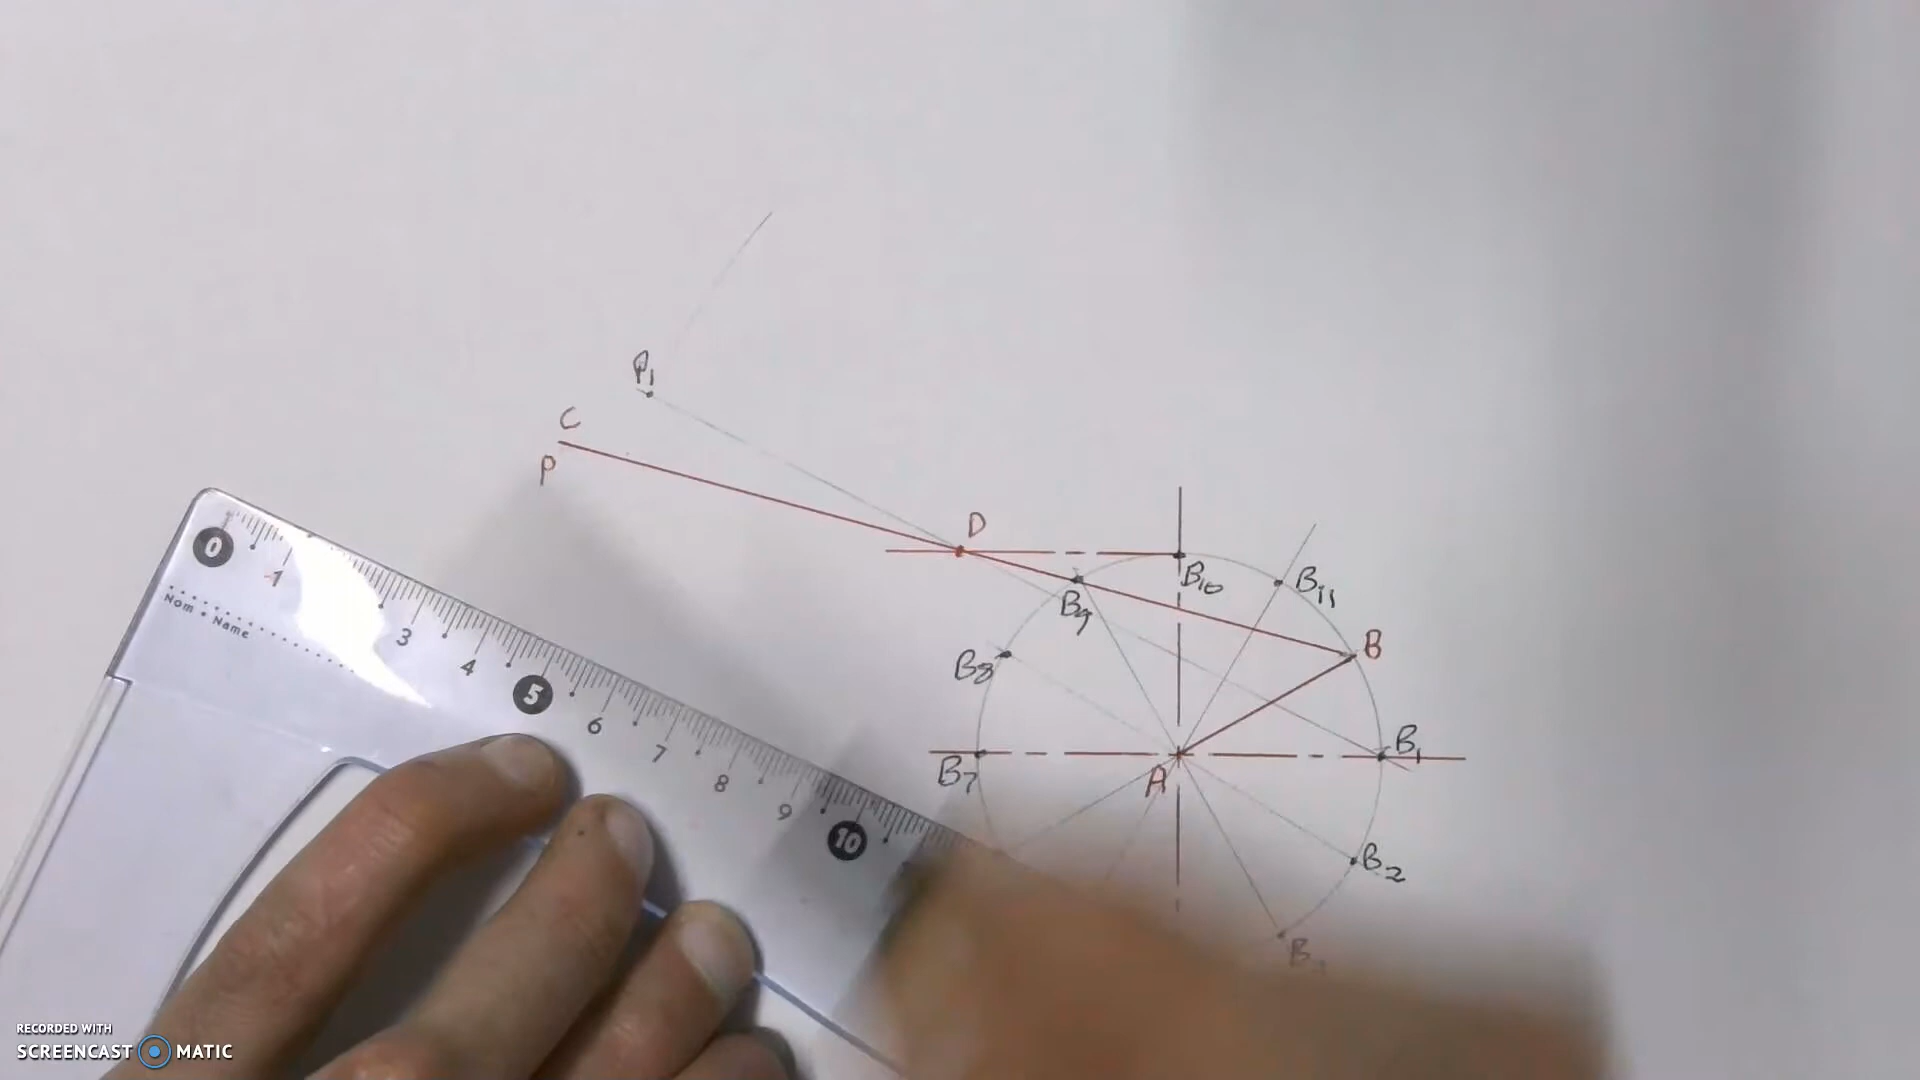 P1
C
P
D
B10
B11
B9
B
B8
B1
B7
A
B2
0
1
3
4
5
6
7
8
9
10
Nom • Name
RECORDED WITH
SCREENCAST MATIC